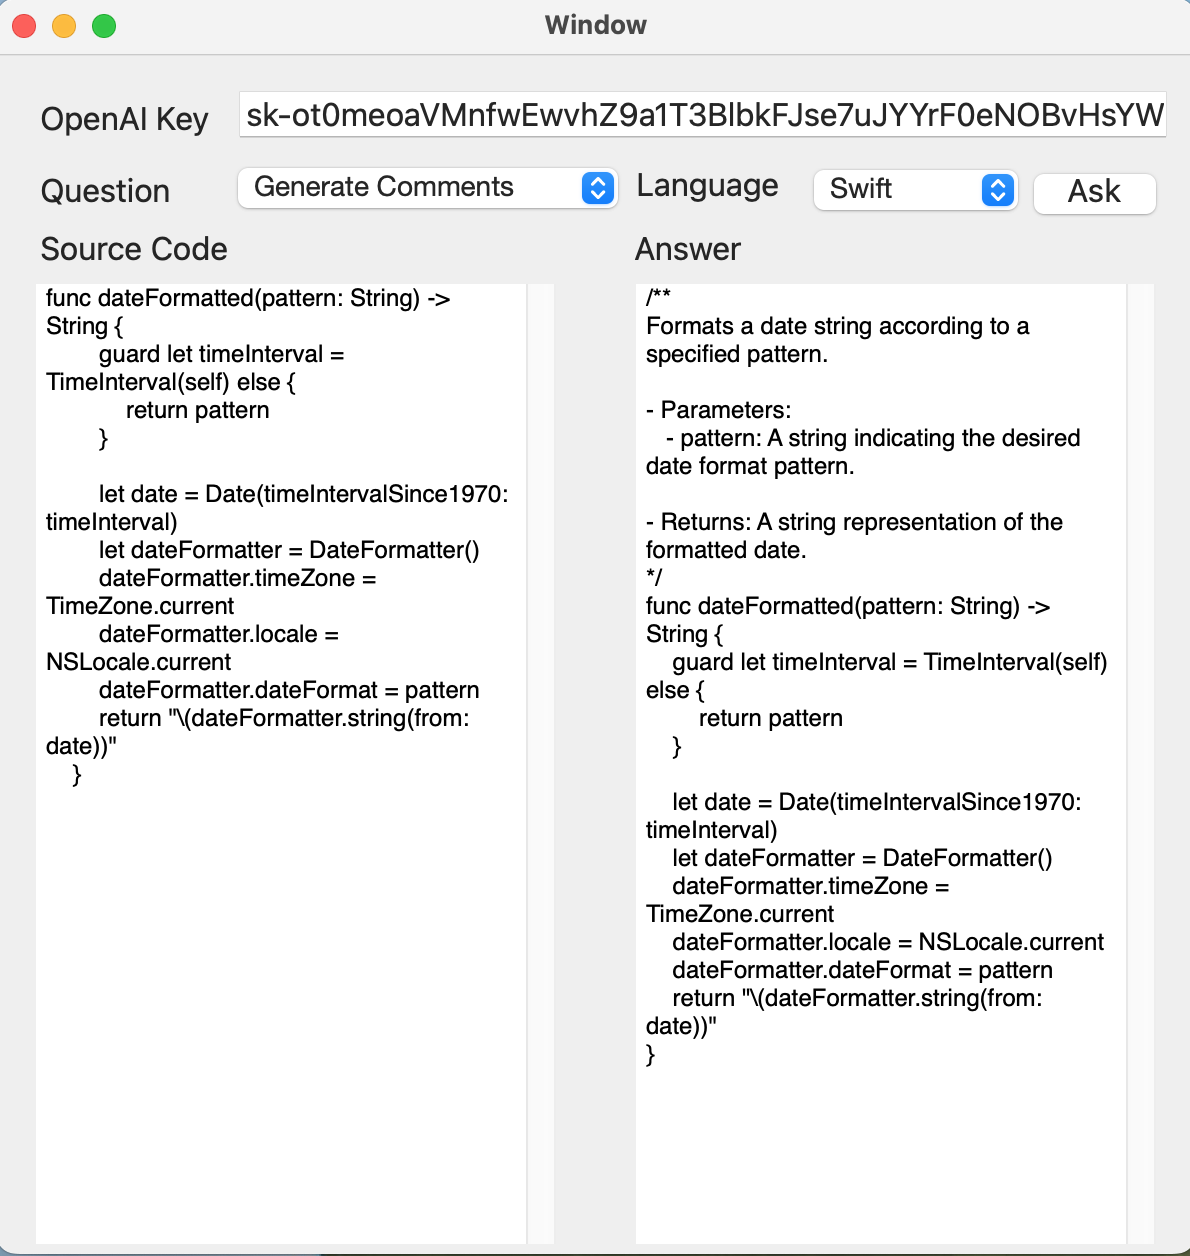 Window
OpenAI Key
sk-ot0meoaVMnfwEwvhZ9a1T3BlbkFJse7uJYYrF0eNOBvHsYW
Question
Generate Comments
Language
Swift
Ask
Source Code
func dateFormatted(pattern: String) ->
String {
guard let timeInterval =
TimeInterval(self) else {
return pattern
}
let date = Date(timeIntervalSince1970:
timeInterval)
let dateFormatter = DateFormatter()
dateFormatter.timeZone =
TimeZone.current
dateFormatter.locale =
NSLocale.current
dateFormatter.dateFormat = pattern
return "\(dateFormatter.string(from:
date))"
}
Answer
/**
Formats a date string according to a
specified pattern.
- Parameters:
- pattern: A string indicating the desired
date format pattern.
- Returns: A string representation of the
formatted date.
*/
func dateFormatted(pattern: String) ->
String {
guard let timeInterval = TimeInterval(self)
else {
return pattern
}
let date = Date(timeIntervalSince1970:
timeInterval)
let dateFormatter = DateFormatter()
dateFormatter.timeZone =
TimeZone.current
dateFormatter.locale = NSLocale.current
dateFormatter.dateFormat = pattern
return "\(dateFormatter.string(from:
date))"
}